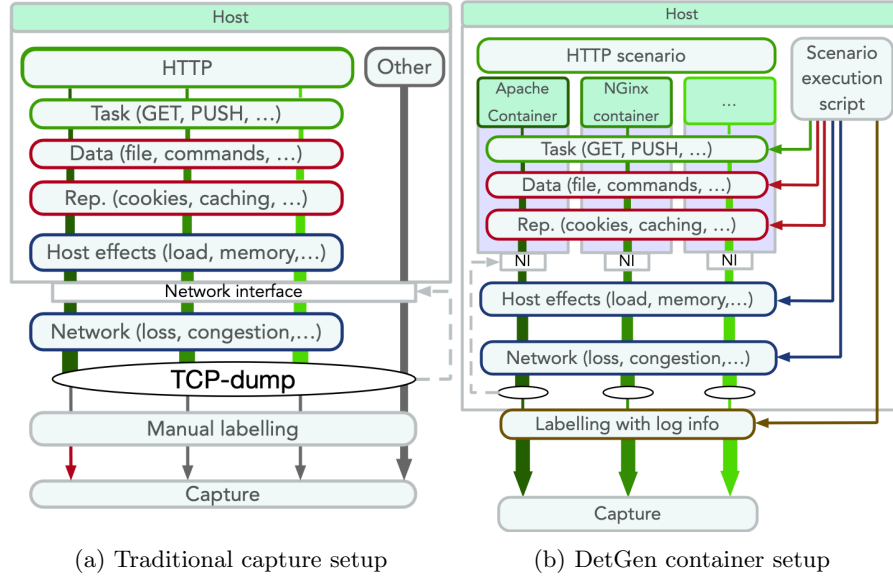 Host
HTTP
Other
Task (GET, PUSH, ...)
Data (file, commands, ...)
Rep. (cookies, caching, ...)
Host effects (load, memory,...)
Network interface
Network (loss, congestion,...)
TCP-dump
Manual labelling
Capture
(a) Traditional capture setup
Host
HTTP scenario
Scenario
execution
script
Apache
Container
NGinx
container
...
Task (GET, PUSH, ...)
Data (file, commands, ...)
Rep. (cookies, caching, ...)
NI
NI
NI
Host effects (load, memory,...)
Network (loss, congestion,...)
Labelling with log info
Capture
(b) DetGen container setup